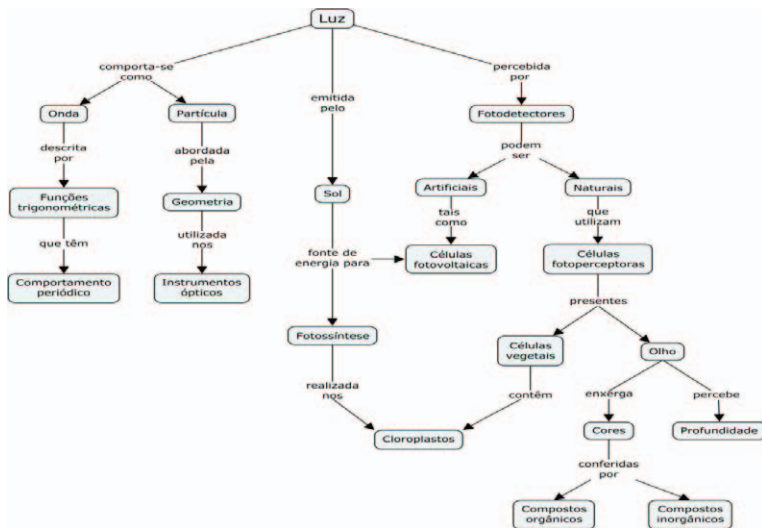 Luz
comporta-se
como
emitida
pelo
percebida
por
Onda
Partícula
Fotodetectores
descrita
por
abordada
pela
podem
ser
Funções
trigonométricas
Geometria
Sol
Artificiais
Naturais
que têm
utilizada
nos
fonte de
energia para
tais
como
que
utilizam
Comportamento
periódico
Instrumentos
ópticos
Células
fotovoltaicas
Células
fotoperceptoras
presentes
Fotossíntese
Células
vegetais
Olho
realizada
nos
contêm
enxerga
percebe
Cloroplastos
Cores
Profundidade
conferidas
por
Compostos
orgânicos
Compostos
inorgânicos